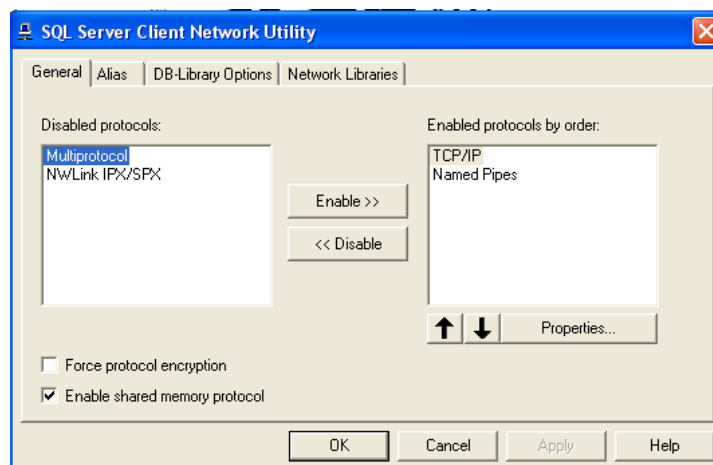 SQL Server Client Network Utility
General Alias DB-Library Options Network Libraries
Disabled protocols:
Multiprotocol
NWLink IPX/SPX
Enable >>
<< Disable
Enabled protocols by order:
TCP/IP
Named Pipes
Properties...
Force protocol encryption
Enable shared memory protocol
OK Cancel Apply Help